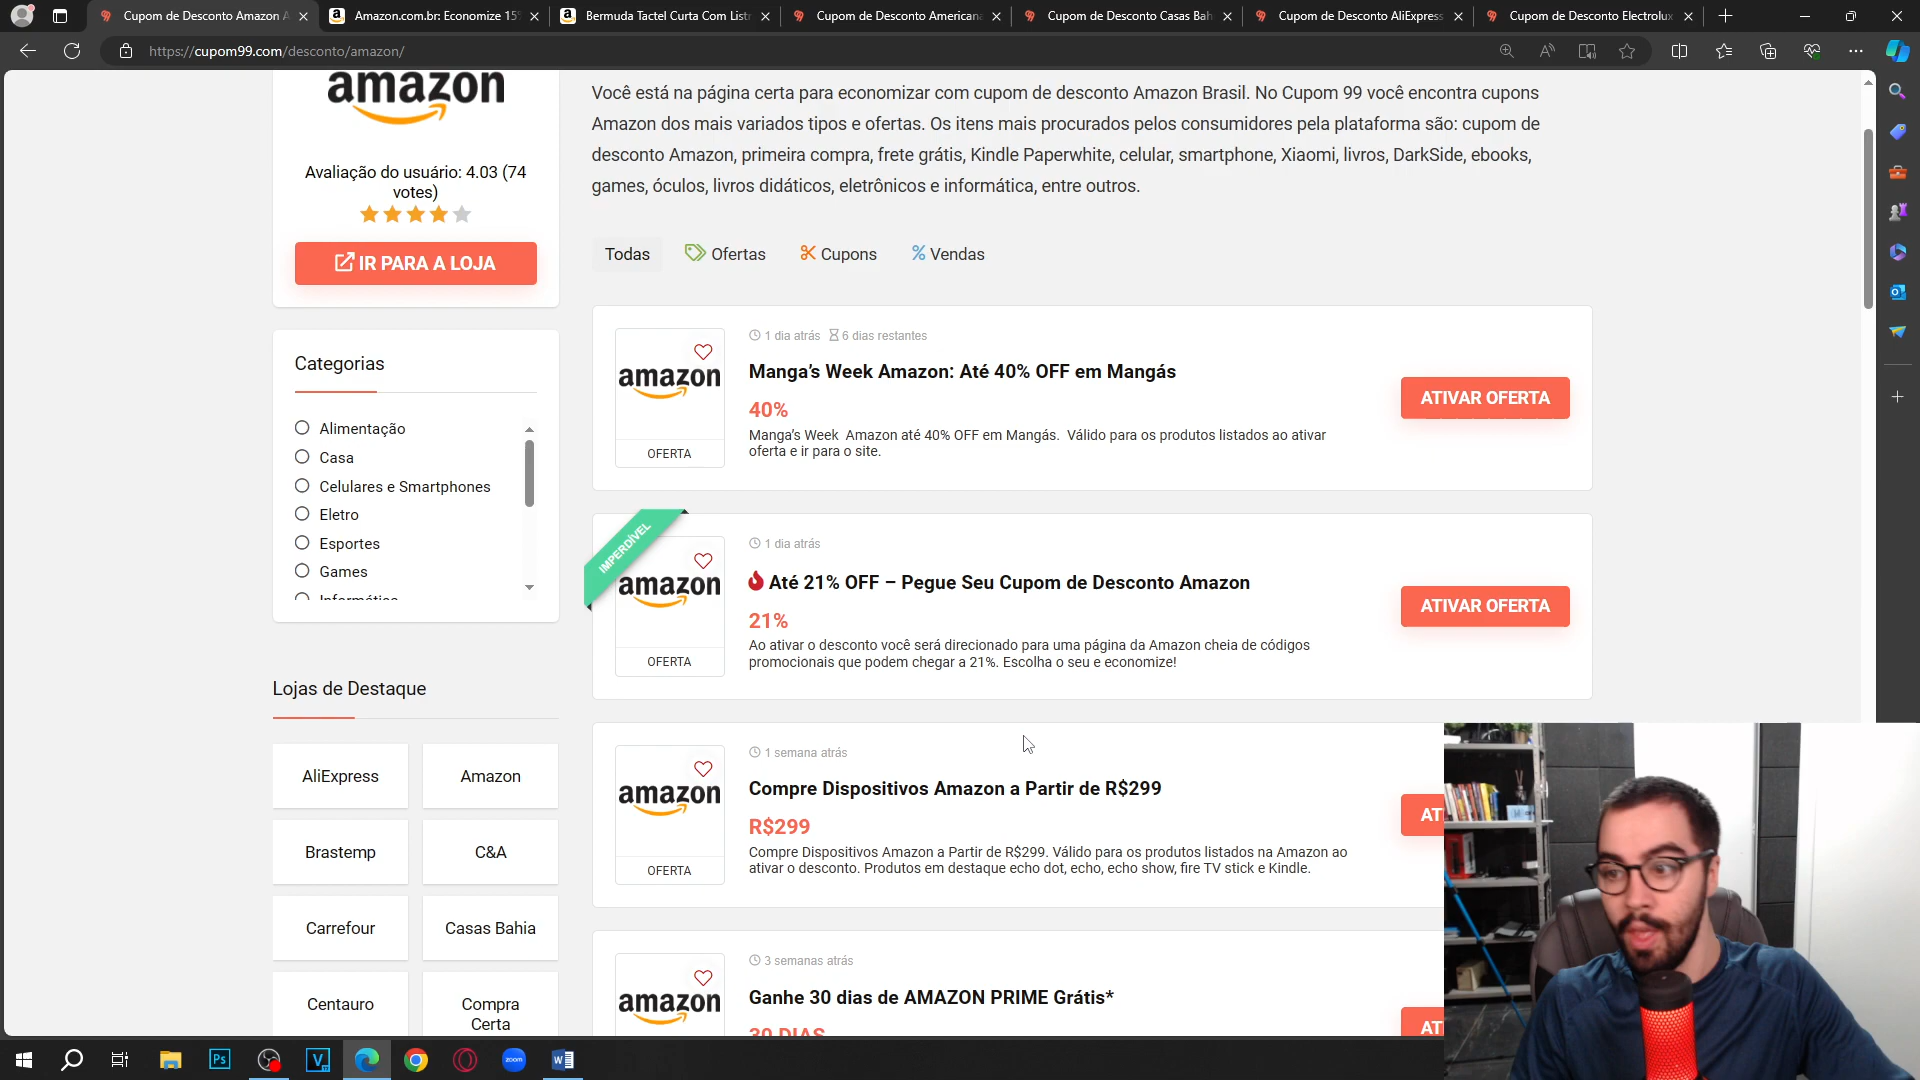 Cupom de Desconto Amazon A
Amazon.com.br: Economize 15%
Bermuda Tactel Curta Com Listr
Cupom de Desconto Americana
Cupom de Desconto Casas Bah
Cupom de Desconto AliExpress
Cupom de Desconto Electrolux
https://cupom99.com/desconto/amazon/
amazon
Avaliação do usuário: 4.03 (74
votes)
IR PARA A LOJA
Categorias
Alimentação
Casa
Celulares e Smartphones
Eletro
Esportes
Games
Informática
Lojas de Destaque
AliExpress
Amazon
Brastemp
C&A
Carrefour
Casas Bahia
Centauro
Compra
Certa
Você está na página certa para economizar com cupom de desconto Amazon Brasil. No Cupom 99 você encontra cupons
Amazon dos mais variados tipos e ofertas. Os itens mais procurados pelos consumidores pela plataforma são: cupom de
desconto Amazon, primeira compra, frete grátis, Kindle Paperwhite, celular, smartphone, Xiaomi, livros, DarkSide, ebooks,
games, óculos, livros didáticos, eletrônicos e informática, entre outros.
Todas
Ofertas
Cupons
% Vendas
amazon
OFERTA
1 dia atrás 6 dias restantes
Manga's Week Amazon: Até 40% OFF em Mangás
40%
Manga's Week Amazon até 40% OFF em Mangás. Válido para os produtos listados ao ativar
oferta e ir para o site.
ATIVAR OFERTA
IMPERDÍVEL
amazon
OFERTA
1 dia atrás
Até 21% OFF – Pegue Seu Cupom de Desconto Amazon
21%
Ao ativar o desconto você será direcionado para uma página da Amazon cheia de códigos
promocionais que podem chegar a 21%. Escolha o seu e economize!
ATIVAR OFERTA
amazon
OFERTA
1 semana atrás
Compre Dispositivos Amazon a Partir de R$299
R$299
Compre Dispositivos Amazon a Partir de R$299. Válido para os produtos listados na Amazon ao
ativar o desconto. Produtos em destaque echo dot, echo, echo show, fire TV stick e Kindle.
AT
amazon
3 semanas atrás
Ganhe 30 dias de AMAZON PRIME Grátis*
30 DIAS
AT
Ps
V
zoom
W